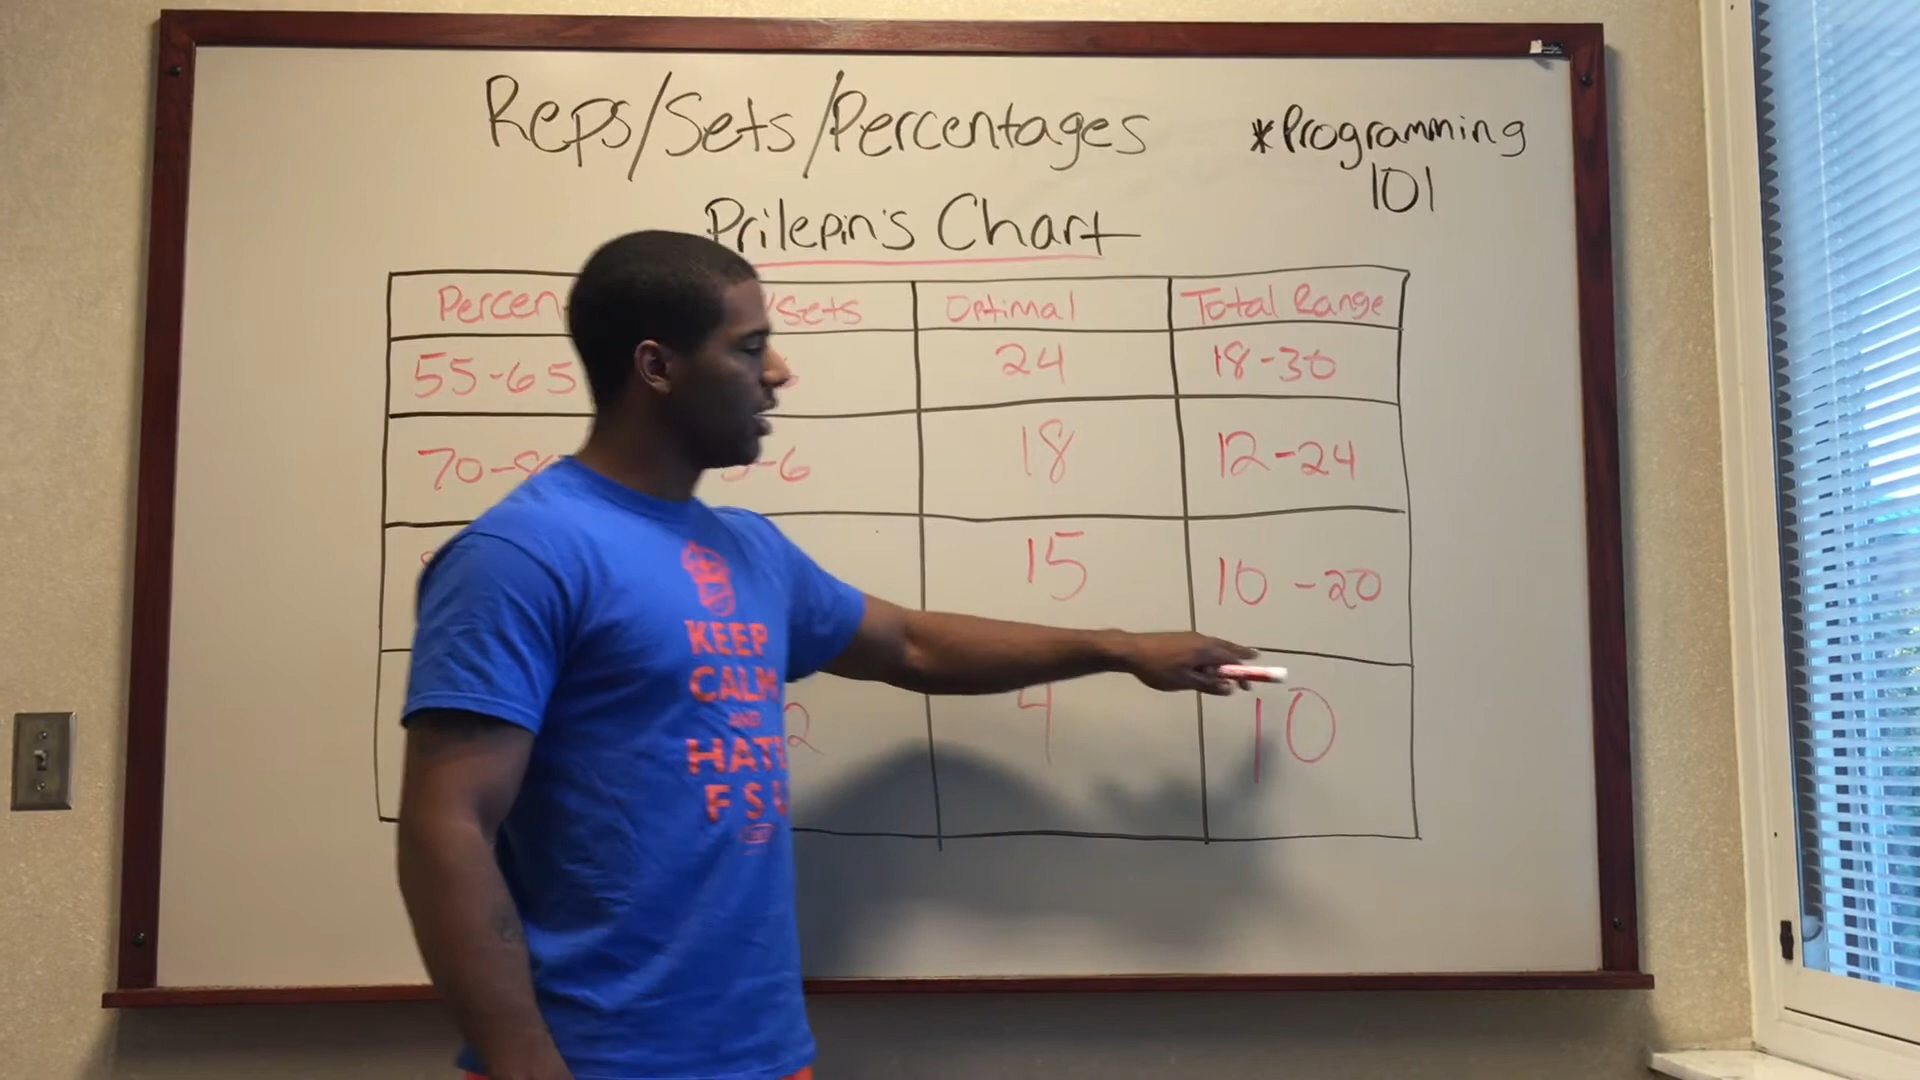 Reps/Sets/Percentages
*Programming
101
Prilepin's Chart
Percen /Sets Optimal Total Range
55-65 24 18-30
70-8 -6 18 12-24
15 10-20
2 4 10
KEEP
CALM
AND
HATE
FSU